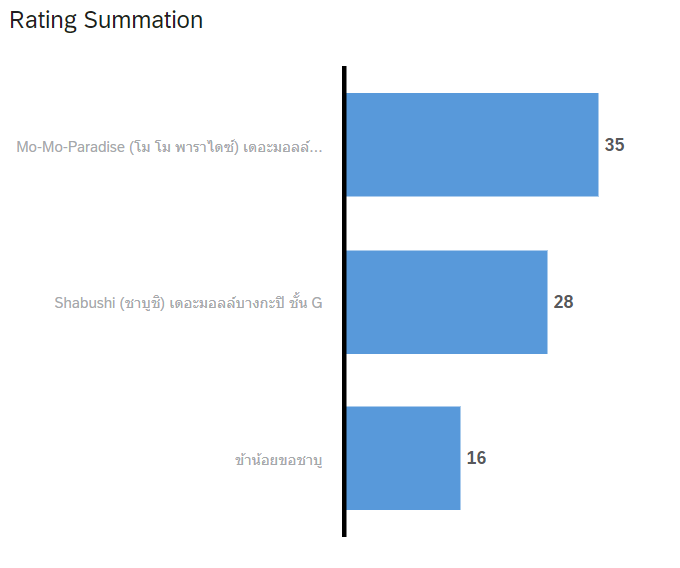 Rating Summation
Mo-Mo-Paradise (โม โม พาราไดซ์) เดอะมอลล์...
35
Shabushi (ชาบูชิ) เดอะมอลล์บางกะปิ ชั้น G
28
ข้าน้อยขอชาบู
16